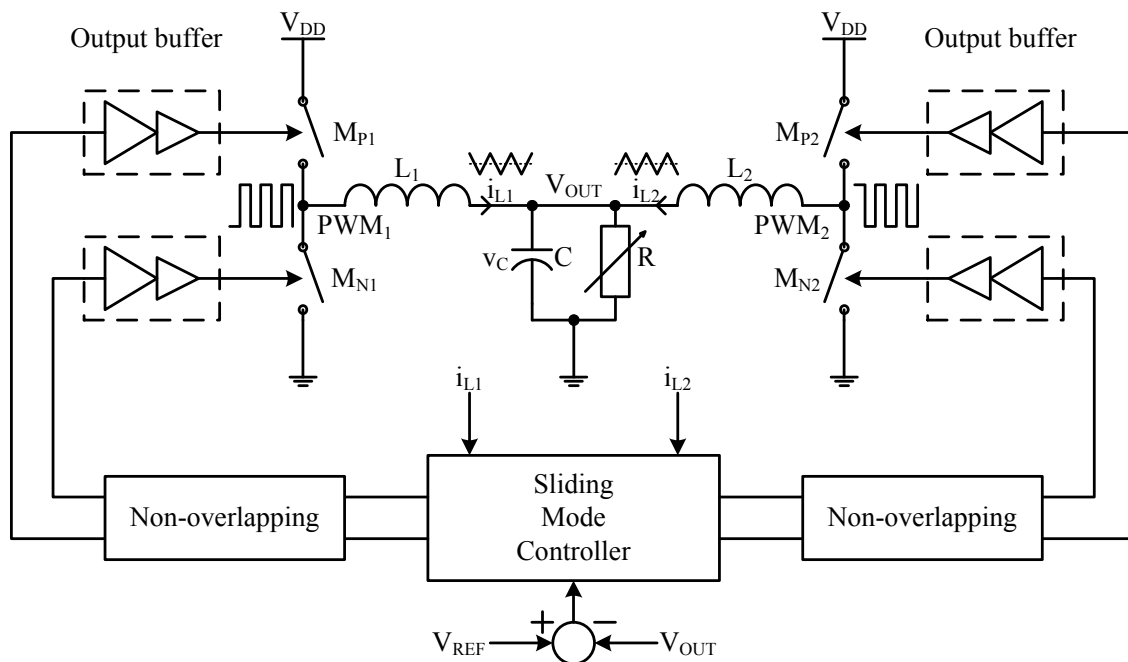 Output buffer
V_DD
V_DD
Output buffer
M_P1
M_P2
L_1
i_L1
V_OUT
i_L2
L_2
PWM_1
PWM_2
v_C
C
R
M_N1
M_N2
i_L1
i_L2
Non-overlapping
Sliding
Mode
Controller
Non-overlapping
+
−
V_REF
V_OUT